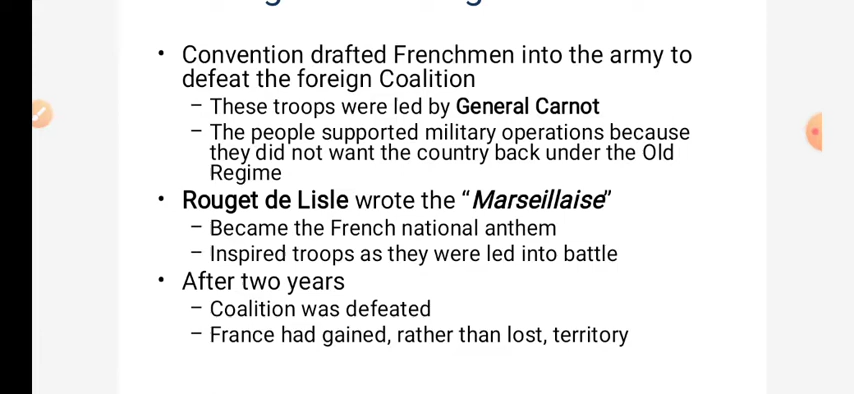 • Convention drafted Frenchmen into the army to
defeat the foreign Coalition
– These troops were led by General Carnot
– The people supported military operations because
they did not want the country back under the Old
Regime
• Rouget de Lisle wrote the “Marseillaise”
– Became the French national anthem
– Inspired troops as they were led into battle
• After two years
– Coalition was defeated
– France had gained, rather than lost, territory